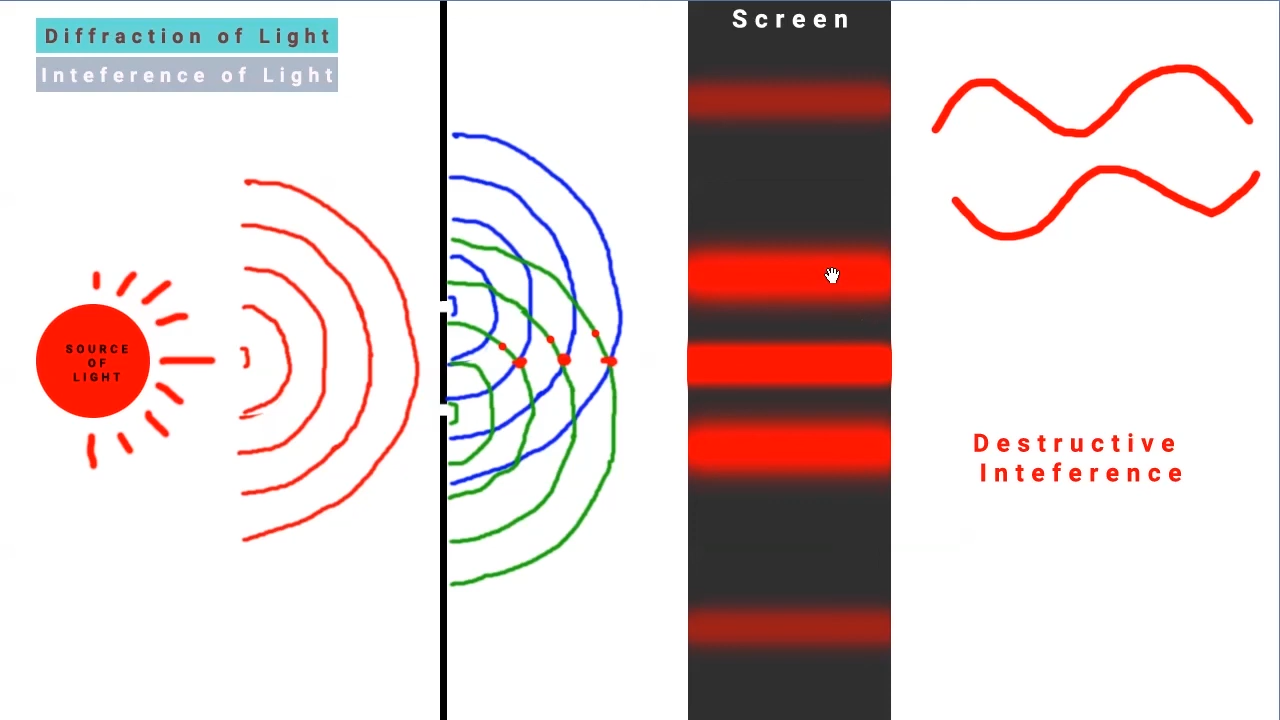 Diffraction of Light
Inteference of Light
SOURCE
OF
LIGHT
Screen
Destructive
Inteference